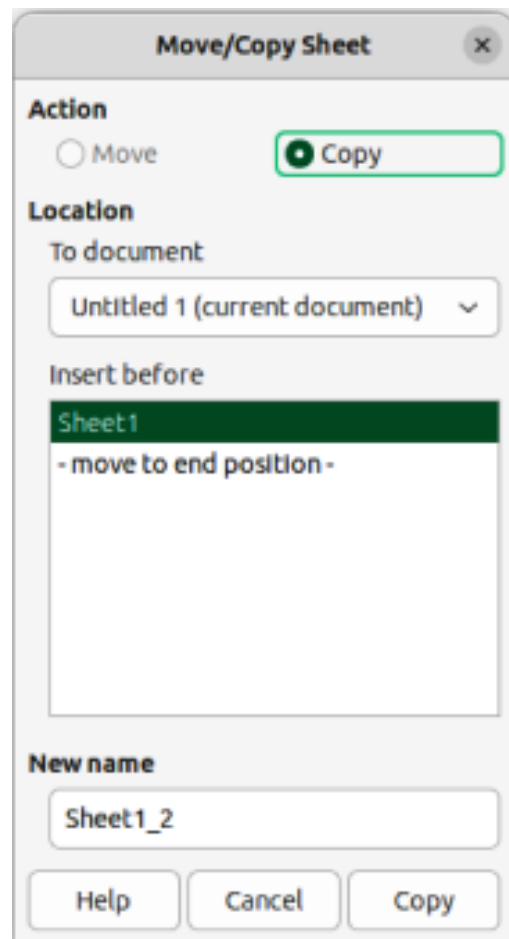 Move/Copy Sheet
Action
Move Copy
Location
To document
Untitled 1 (current document)
Insert before
Sheet1
- move to end position -
New name
Sheet1_2
Help Cancel Copy